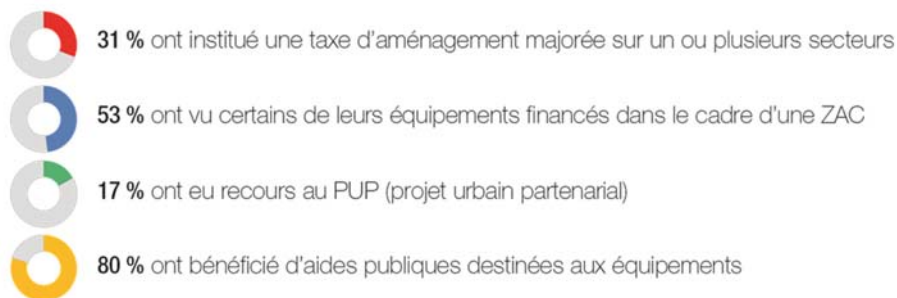 31 % ont institué une taxe d'aménagement majorée sur un ou plusieurs secteurs
53 % ont vu certains de leurs équipements financés dans le cadre d'une ZAC
17 % ont eu recours au PUP (projet urbain partenarial)
80 % ont bénéficié d'aides publiques destinées aux équipements